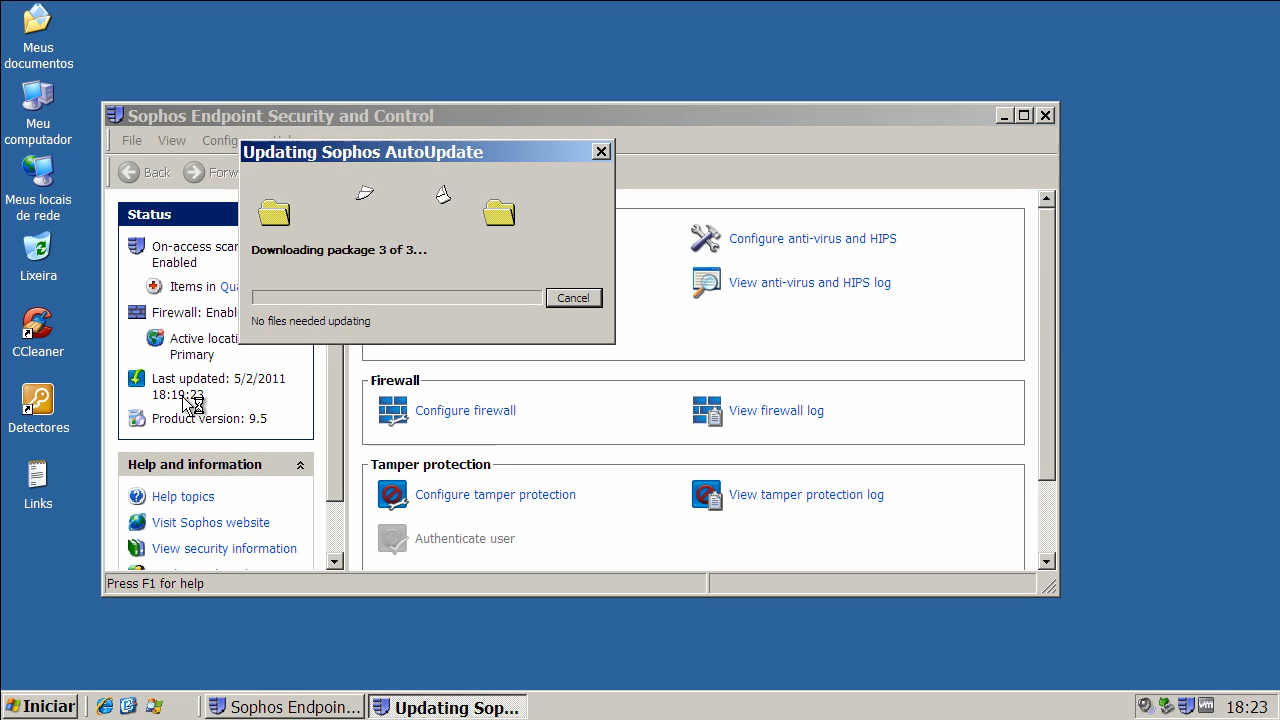 Meus
documentos
Meu
computador
Meus locais
de rede
Lixeira
CCleaner
Detectores
Links
Sophos Endpoint Security and Control
File View
Back
Updating Sophos AutoUpdate
Downloading package 3 of 3...
Cancel
No files needed updating
Status
On-access
Enabled
Items in
Firewall:
Active
Primary
Last updated: 5/2/2011
18:19:23
Product version: 9.5
Help and information
Help topics
Visit Sophos website
View security information
Configure anti-virus and HIPS
View anti-virus and HIPS log
Firewall
Configure firewall
View firewall log
Tamper protection
Configure tamper protection
View tamper protection log
Authenticate user
Press F1 for help
Iniciar
Sophos Endpoin...
Updating Sop...
18:23